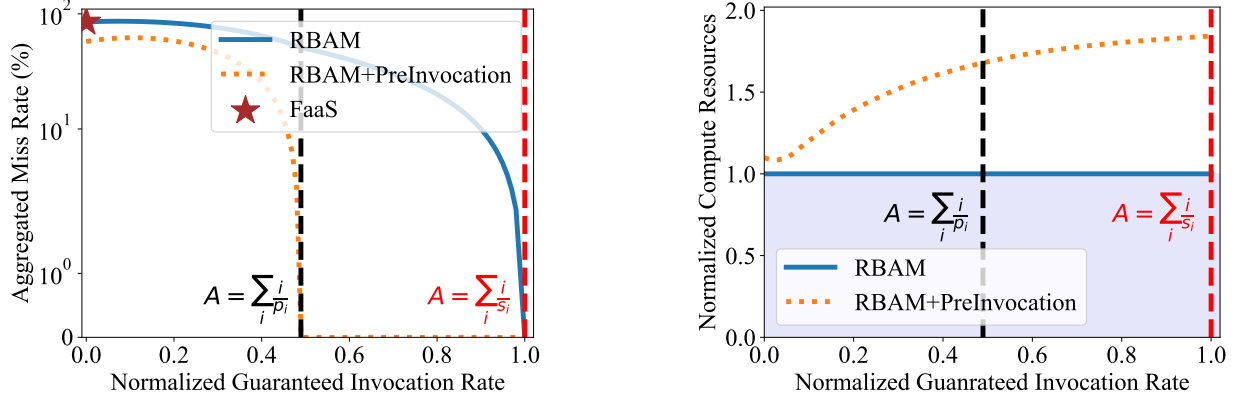 Aggregated Miss Rate (%)
10²
10¹
10⁰
0
RBAM
RBAM+PreInvocation
FaaS
A = ∑ᵢ i/pᵢ
A = ∑ᵢ i/sᵢ
0.0 0.2 0.4 0.6 0.8 1.0
Normalized Guaranteed Invocation Rate
Normalized Compute Resources
2.0
1.5
1.0
0.5
0.0
A = ∑ᵢ i/pᵢ
A = ∑ᵢ i/sᵢ
RBAM
RBAM+PreInvocation
0.0 0.2 0.4 0.6 0.8 1.0
Normalized Guanrateed Invocation Rate